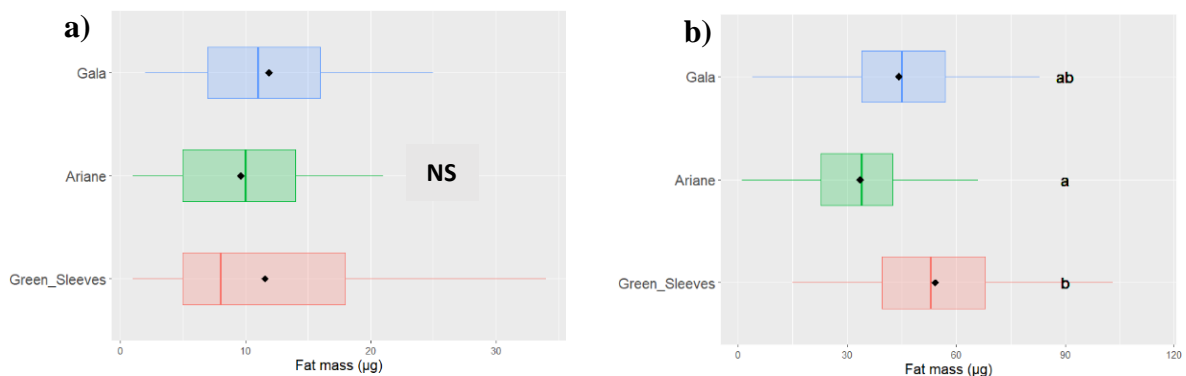 a)
Gala
Ariane
NS
Green_Sleeves
0 10 20 30
Fat mass (µg)
b)
Gala
ab
Ariane
a
Green_Sleeves
b
0 30 60 90 120
Fat mass (µg)